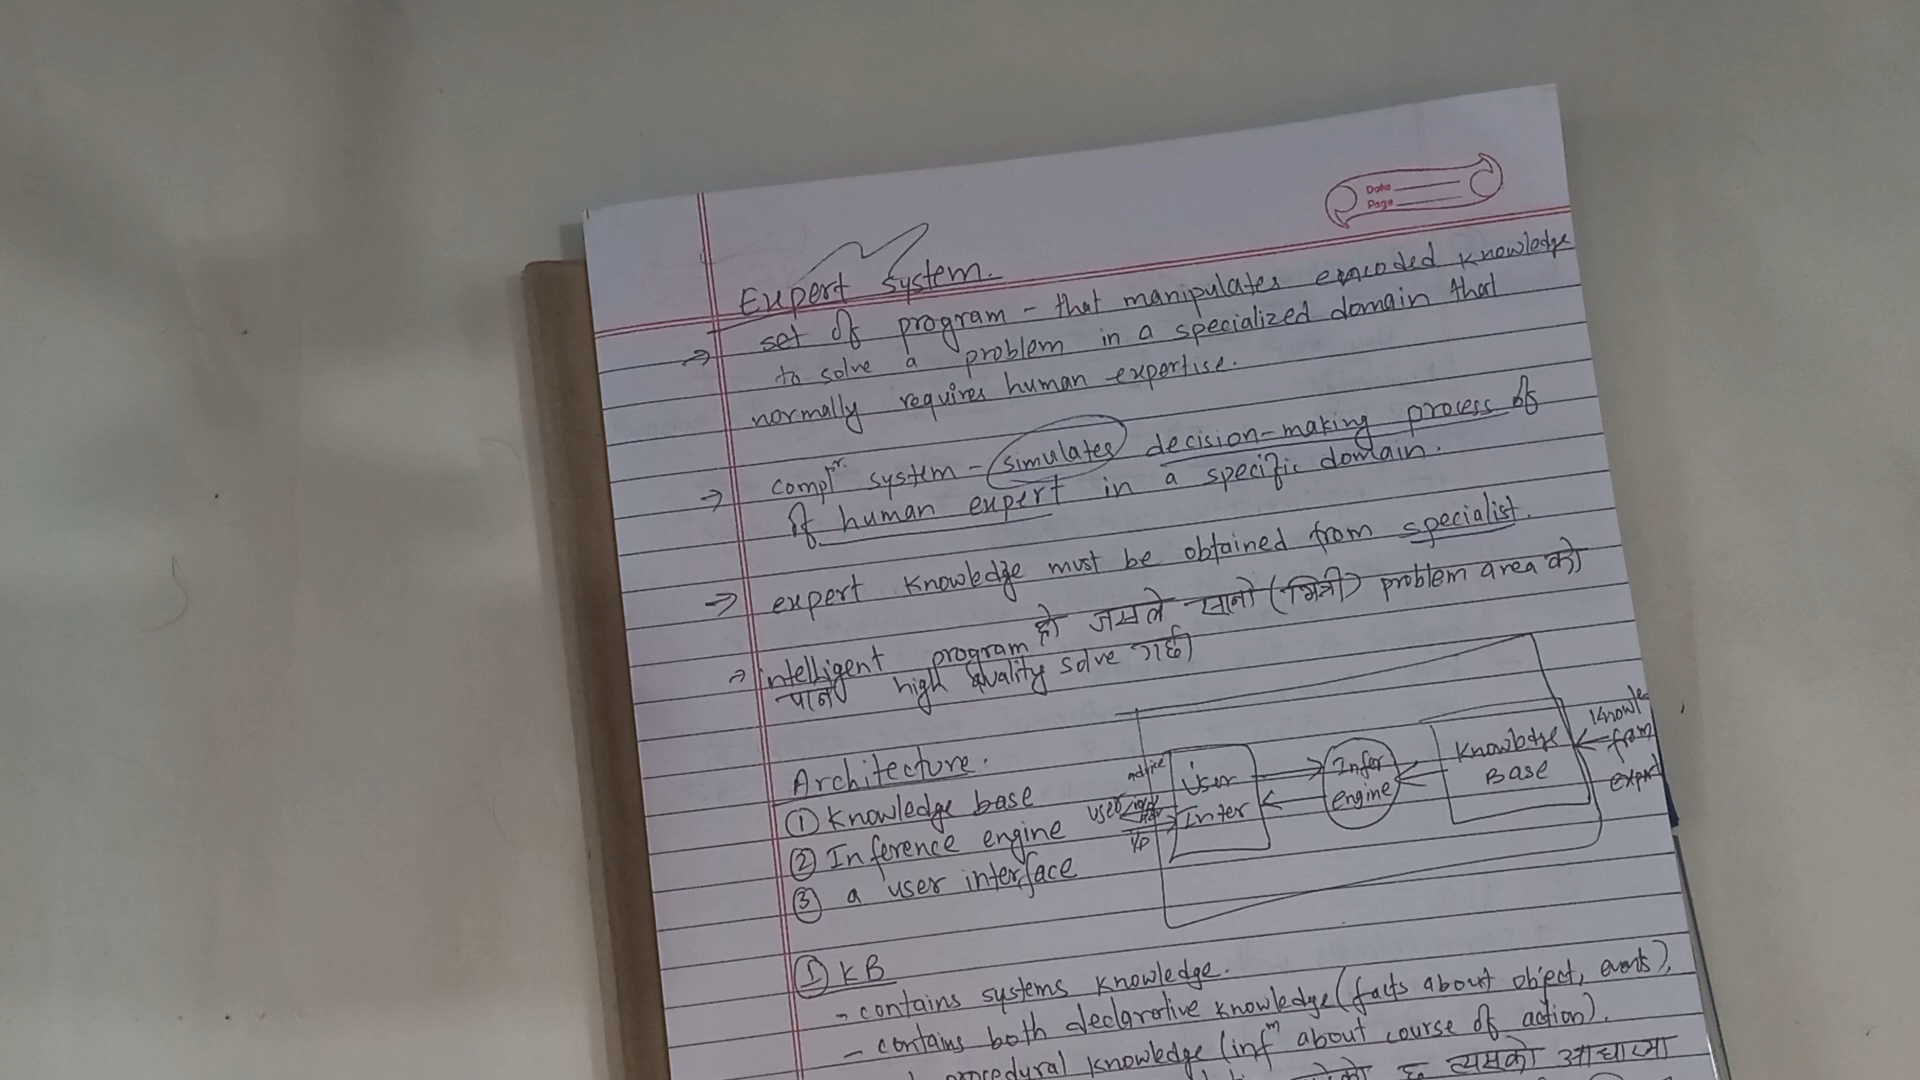 Date
Page
Expert System.
→ set of program - that manipulates encoded knowledge
to solve a problem in a specialized domain that
normally requires human expertise.
→ compʳ. system - simulates decision-making process of
of human expert in a specific domain.
→ expert knowledge must be obtained from specialist.
→ intelligent program हो जसले सानो (भित्री) problem area को
high quality solve गर्छ।
Architecture.
① Knowledge base
② Inference engine
③ a user interface
advice
user
I/p
User
Inter
Infer
engine
Knowledge
Base
Knowle
from
expert
① KB
- contains systems knowledge.
- contains both declarative knowledge (facts about object, events),
procedural knowledge (infᵐ about course of action).
छ त्यसको आधारमा